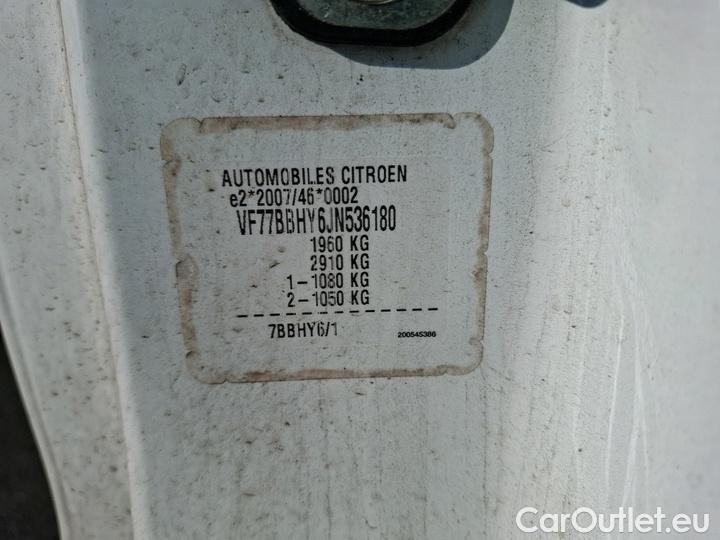 AUTOMOBILES CITROEN
e2*2007/46*0002
VF77BBHY6JN536180
1960 KG
2910 KG
1-1080 KG
2-1050 KG
7BBHY6/1
200545386
CarOutlet.eu